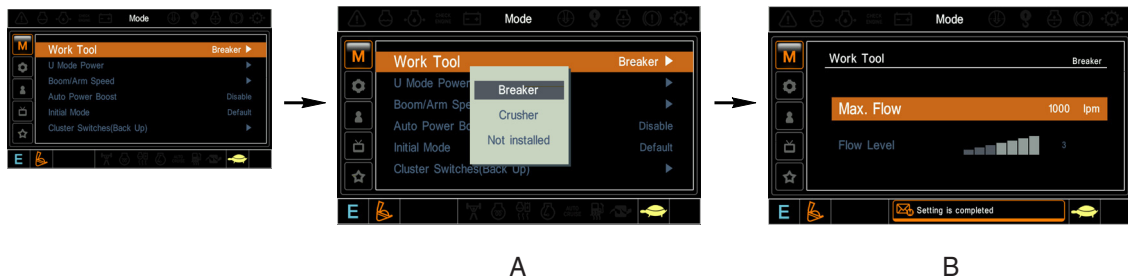 Mode
M
Work Tool Breaker
U Mode Power
Boom/Arm Speed
Auto Power Boost Disable
Initial Mode Default
Cluster Switches(Back Up)
E
Mode
M
Work Tool Breaker
U Mode Power
Boom/Arm Spe
Auto Power Bo Disable
Initial Mode Default
Cluster Switches(Back Up)
Breaker
Crusher
Not installed
E
A
Mode
M
Work Tool Breaker
Max. Flow 1000 lpm
Flow Level 3
E
Setting is completed
B